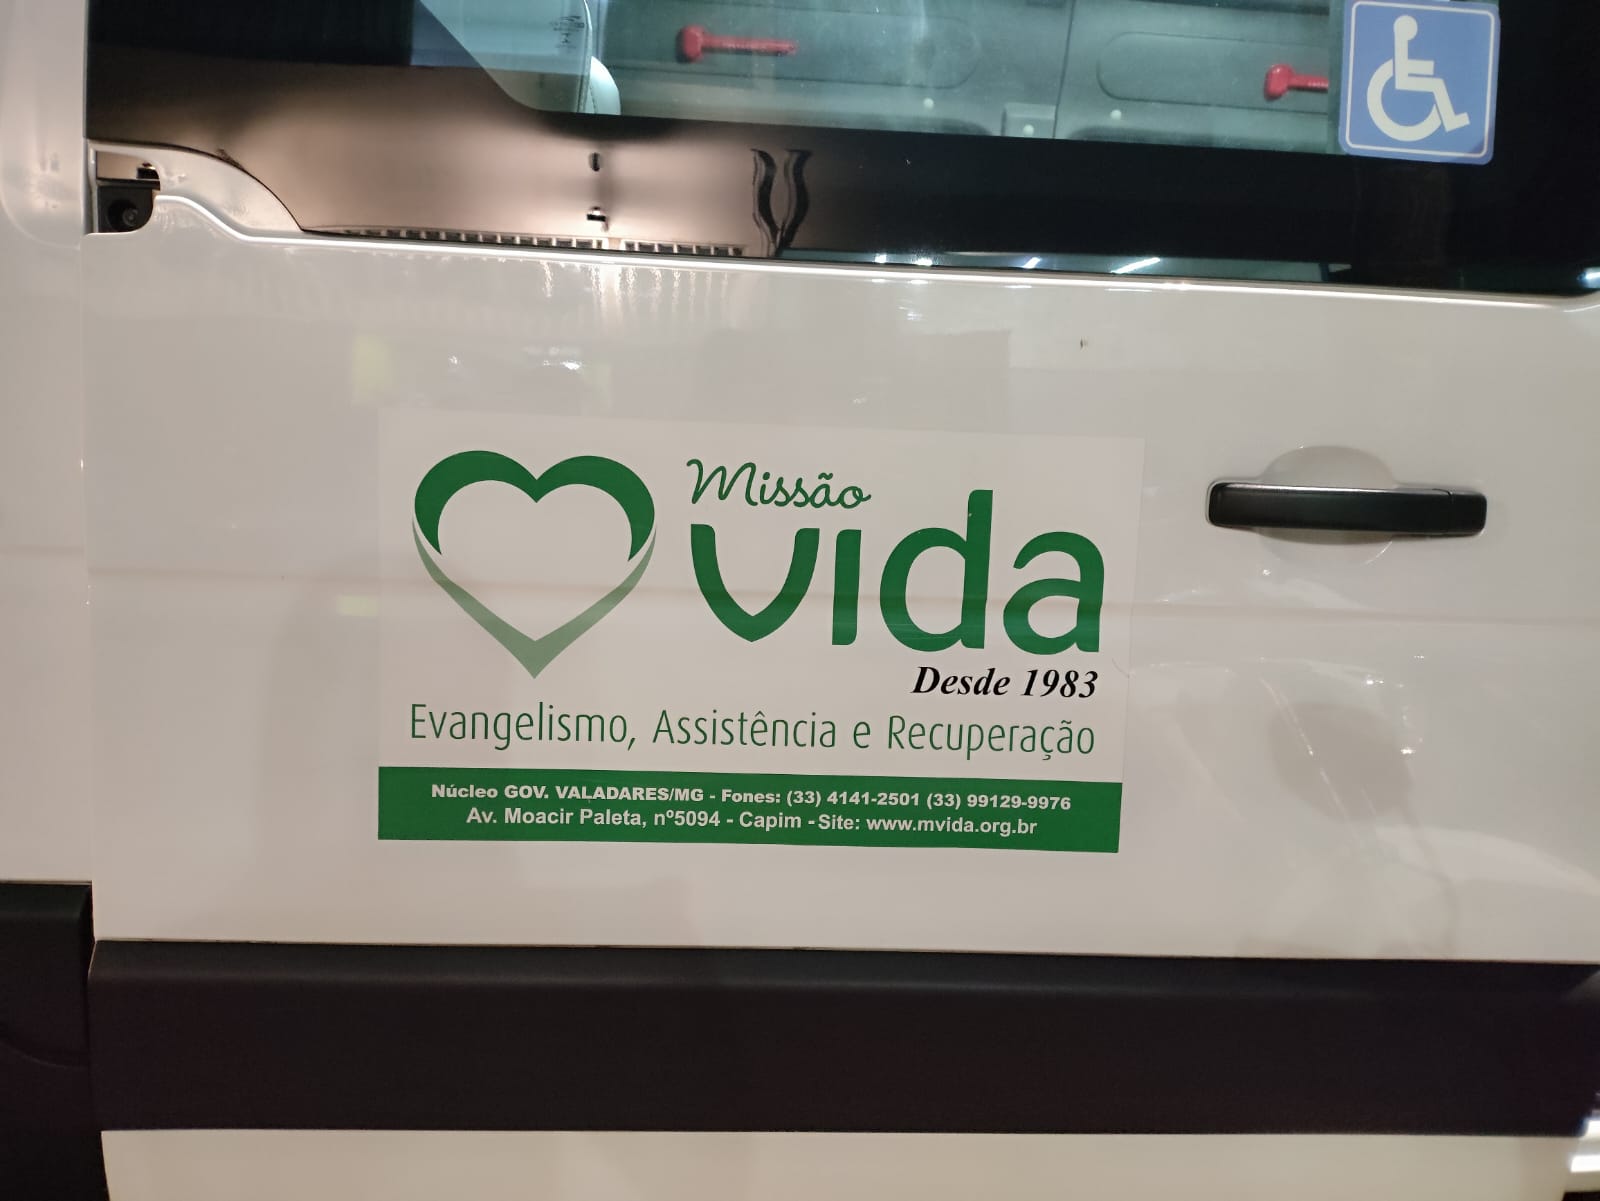 Missão
vida
Desde 1983
Evangelismo, Assistência e Recuperação
Núcleo GOV. VALADARES/MG - Fones: (33) 4141-2501 (33) 99129-9976
Av. Moacir Paleta, nº5094 - Capim - Site: www.mvida.org.br